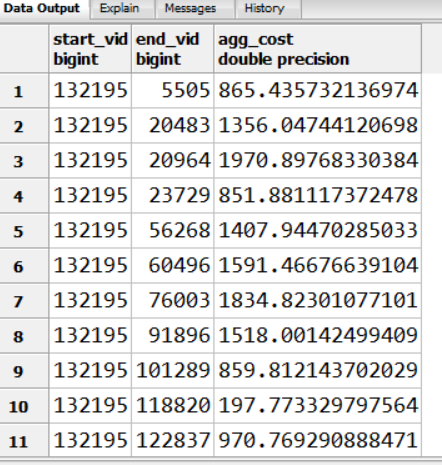 Data Output Explain Messages History
start_vid end_vid agg_cost
bigint bigint double precision
1 132195 5505 865.435732136974
2 132195 20483 1356.04744120698
3 132195 20964 1970.89768330384
4 132195 23729 851.881117372478
5 132195 56268 1407.94470285033
6 132195 60496 1591.46676639104
7 132195 76003 1834.82301077101
8 132195 91896 1518.00142499409
9 132195 101289 859.812143702029
10 132195 118820 197.773329797564
11 132195 122837 970.769290888471